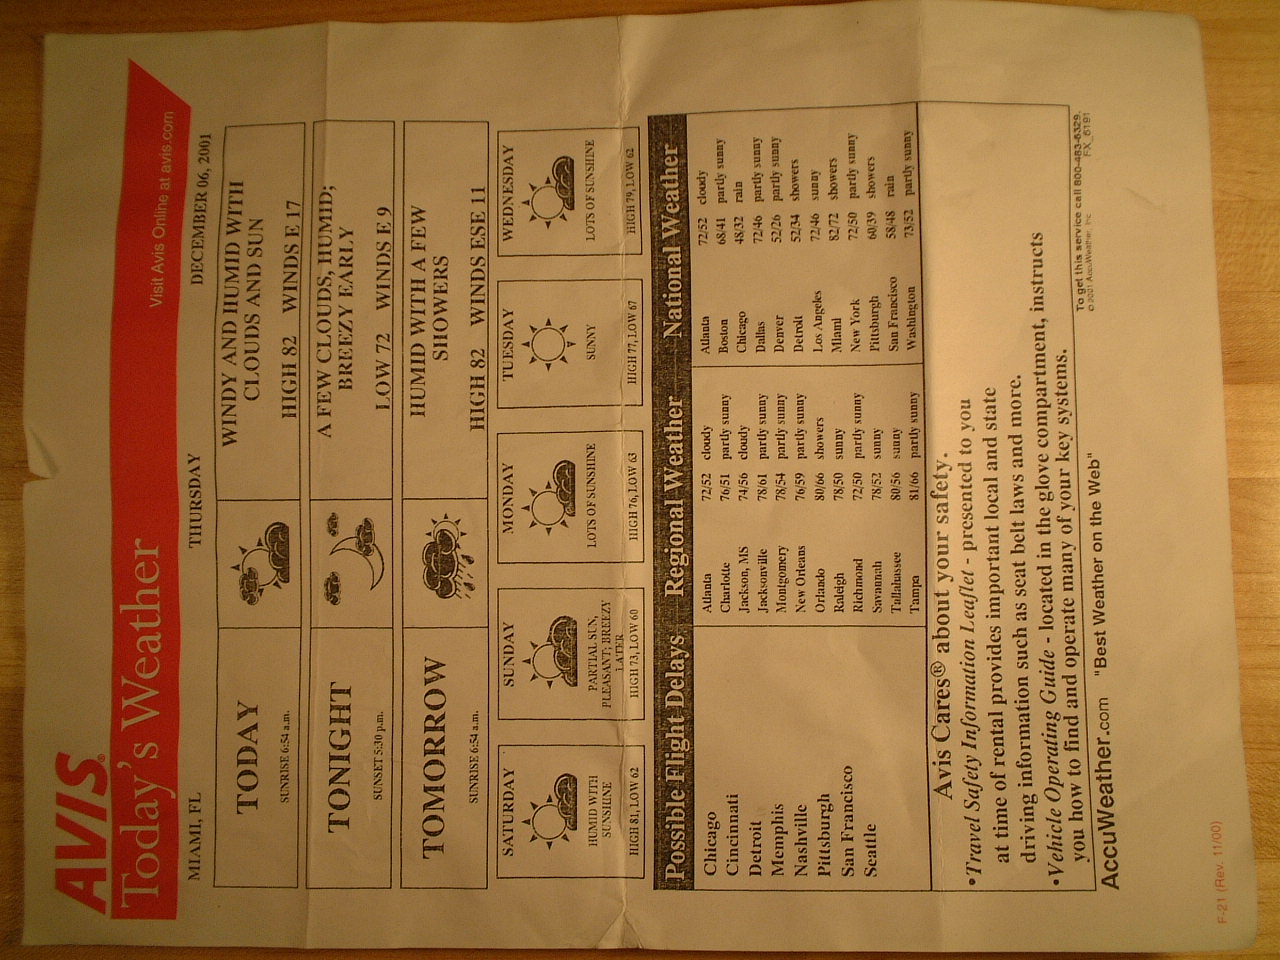 AVIS®
Today's Weather
Visit Avis Online at avis.com
MIAMI, FL THURSDAY DECEMBER 06, 2001
TODAY
SUNRISE 6:54 a.m.
WINDY AND HUMID WITH
CLOUDS AND SUN
HIGH 82 WINDS E 17
TONIGHT
SUNSET 5:30 p.m.
A FEW CLOUDS, HUMID;
BREEZY EARLY
LOW 72 WINDS E 9
TOMORROW
SUNRISE 6:54 a.m.
HUMID WITH A FEW
SHOWERS
HIGH 82 WINDS ESE 11
SATURDAY
HUMID WITH
SUNSHINE
HIGH 81, LOW 62
SUNDAY
PARTIAL SUN,
PLEASANT; BREEZY
LATER
HIGH 73, LOW 60
MONDAY
LOTS OF SUNSHINE
HIGH 76, LOW 63
TUESDAY
SUNNY
HIGH 77, LOW 67
WEDNESDAY
LOTS OF SUNSHINE
HIGH 79, LOW 62
Possible Flight Delays
Chicago
Cincinnati
Detroit
Memphis
Nashville
Pittsburgh
San Francisco
Seattle
Regional Weather
Atlanta 72/52 cloudy
Charlotte 76/51 partly sunny
Jackson, MS 74/56 cloudy
Jacksonville 78/61 partly sunny
Montgomery 78/54 partly sunny
New Orleans 76/59 partly sunny
Orlando 80/66 showers
Raleigh 78/50 sunny
Richmond 72/50 partly sunny
Savannah 78/52 sunny
Tallahassee 80/56 sunny
Tampa 81/66 partly sunny
National Weather
Atlanta 72/52 cloudy
Boston 68/41 partly sunny
Chicago 48/32 rain
Dallas 72/46 partly sunny
Denver 52/26 partly sunny
Detroit 52/34 showers
Los Angeles 72/46 sunny
Miami 82/72 showers
New York 72/50 partly sunny
Pittsburgh 60/39 showers
San Francisco 58/48 rain
Washington 73/52 partly sunny
Avis Cares® about your safety.
•Travel Safety Information Leaflet - presented to you
at time of rental provides important local and state
driving information such as seat belt laws and more.
•Vehicle Operating Guide - located in the glove compartment, instructs
you how to find and operate many of your key systems.
AccuWeather.com "Best Weather on the Web"
To get this service call 800-483-6329.
© 2001 AccuWeather, Inc. FX_6191
F-21 (Rev. 11/00)